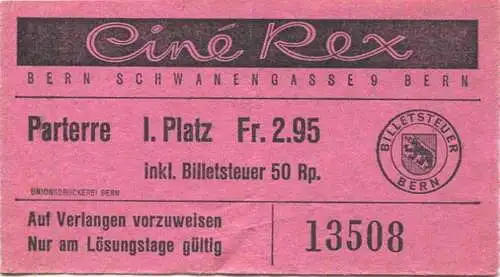 Ciné Rex
BERN SCHWANENGASSE 9 BERN
Parterre I. Platz Fr. 2.95
inkl. Billetsteuer 50 Rp.
BILLETSTEUER
BERN
UNIONSDRUCKEREI BERN
Auf Verlangen vorzuweisen
Nur am Lösungstage gültig
13508